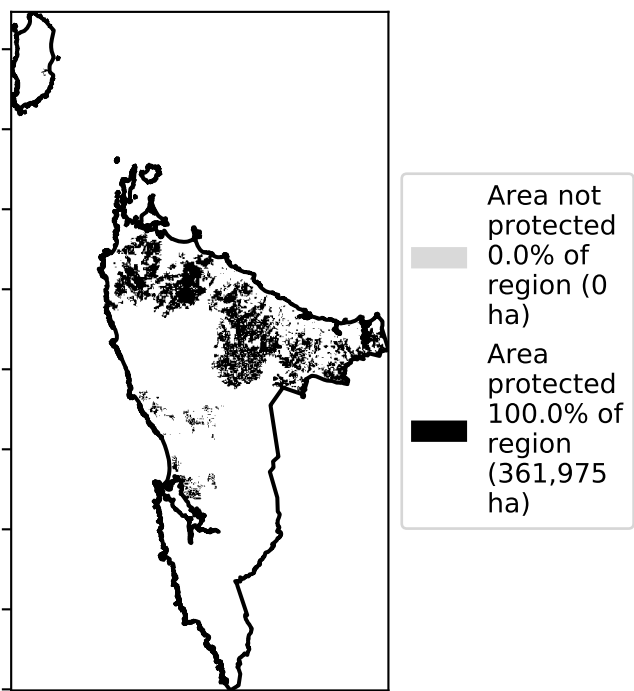 Area not
protected
0.0% of
region (0
ha)
Area
protected
100.0% of
region
(361,975
ha)